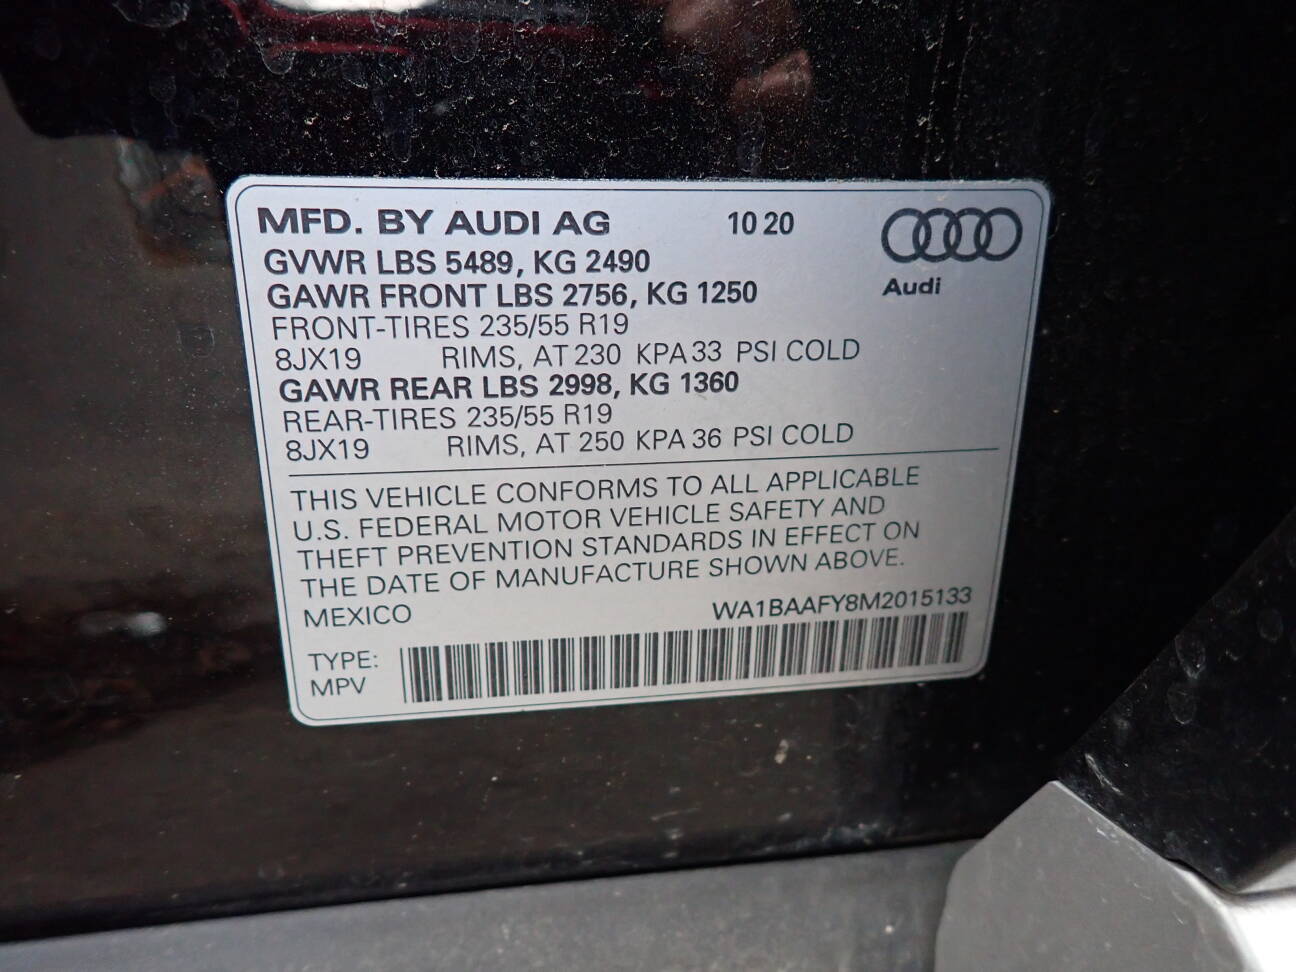 MFD. BY AUDI AG 10 20
Audi
GVWR LBS 5489, KG 2490
GAWR FRONT LBS 2756, KG 1250
FRONT-TIRES 235/55 R19
8JX19 RIMS, AT 230 KPA 33 PSI COLD
GAWR REAR LBS 2998, KG 1360
REAR-TIRES 235/55 R19
8JX19 RIMS, AT 250 KPA 36 PSI COLD
THIS VEHICLE CONFORMS TO ALL APPLICABLE
U.S. FEDERAL MOTOR VEHICLE SAFETY AND
THEFT PREVENTION STANDARDS IN EFFECT ON
THE DATE OF MANUFACTURE SHOWN ABOVE.
MEXICO WA1BAAFY8M2015133
TYPE:
MPV